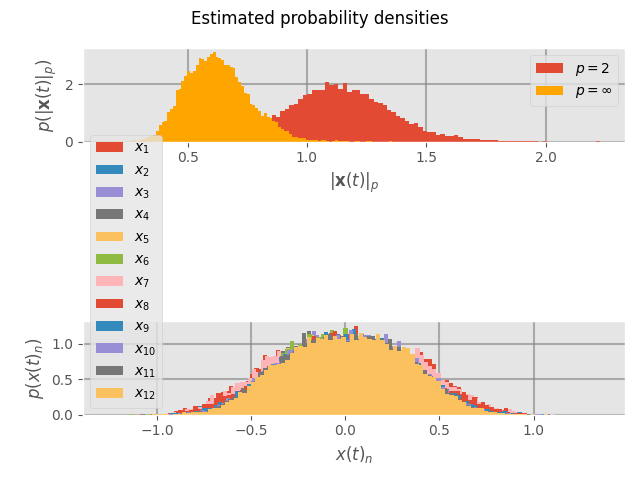 Estimated probability densities
p(|x(t)|ₚ)
2
0
p = 2
p = ∞
0.5 1.0 1.5 2.0
|x(t)|ₚ
x₁
x₂
x₃
x₄
x₅
x₆
x₇
x₈
x₉
x₁₀
x₁₁
x₁₂
p(x(t)ₙ)
1.0
0.5
0.0
−1.0 −0.5 0.0 0.5 1.0
x(t)ₙ